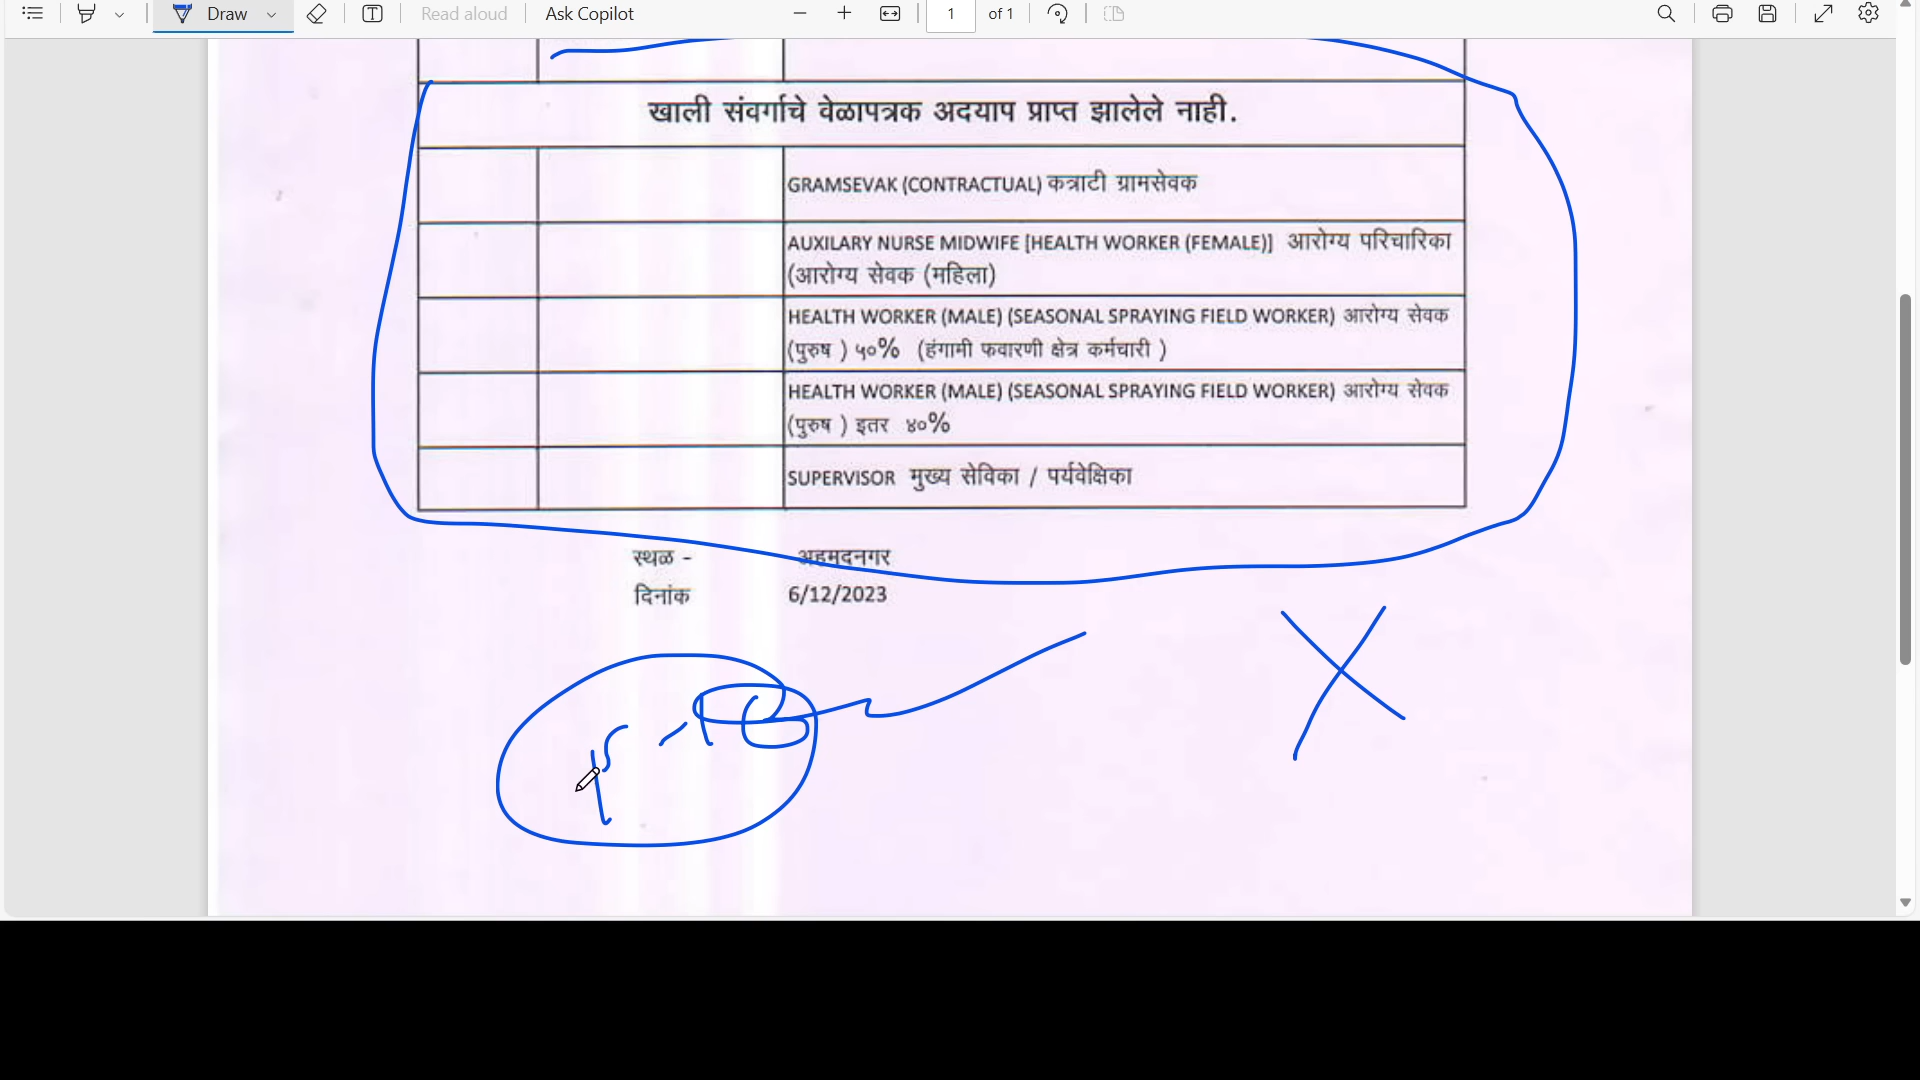 Draw Read aloud Ask Copilot 1 of 1
खाली संवर्गाचे वेळापत्रक अदयाप प्राप्त झालेले नाही.
GRAMSEVAK (CONTRACTUAL) कत्राटी ग्रामसेवक
AUXILARY NURSE MIDWIFE [HEALTH WORKER (FEMALE)] आरोग्य परिचारिका
(आरोग्य सेवक (महिला)
HEALTH WORKER (MALE) (SEASONAL SPRAYING FIELD WORKER) आरोग्य सेवक
(पुरुष ) ५०% (हंगामी फवारणी क्षेत्र कर्मचारी )
HEALTH WORKER (MALE) (SEASONAL SPRAYING FIELD WORKER) आरोग्य सेवक
(पुरुष ) इतर ४०%
SUPERVISOR मुख्य सेविका / पर्यवेक्षिका
स्थळ - अहमदनगर
दिनांक 6/12/2023